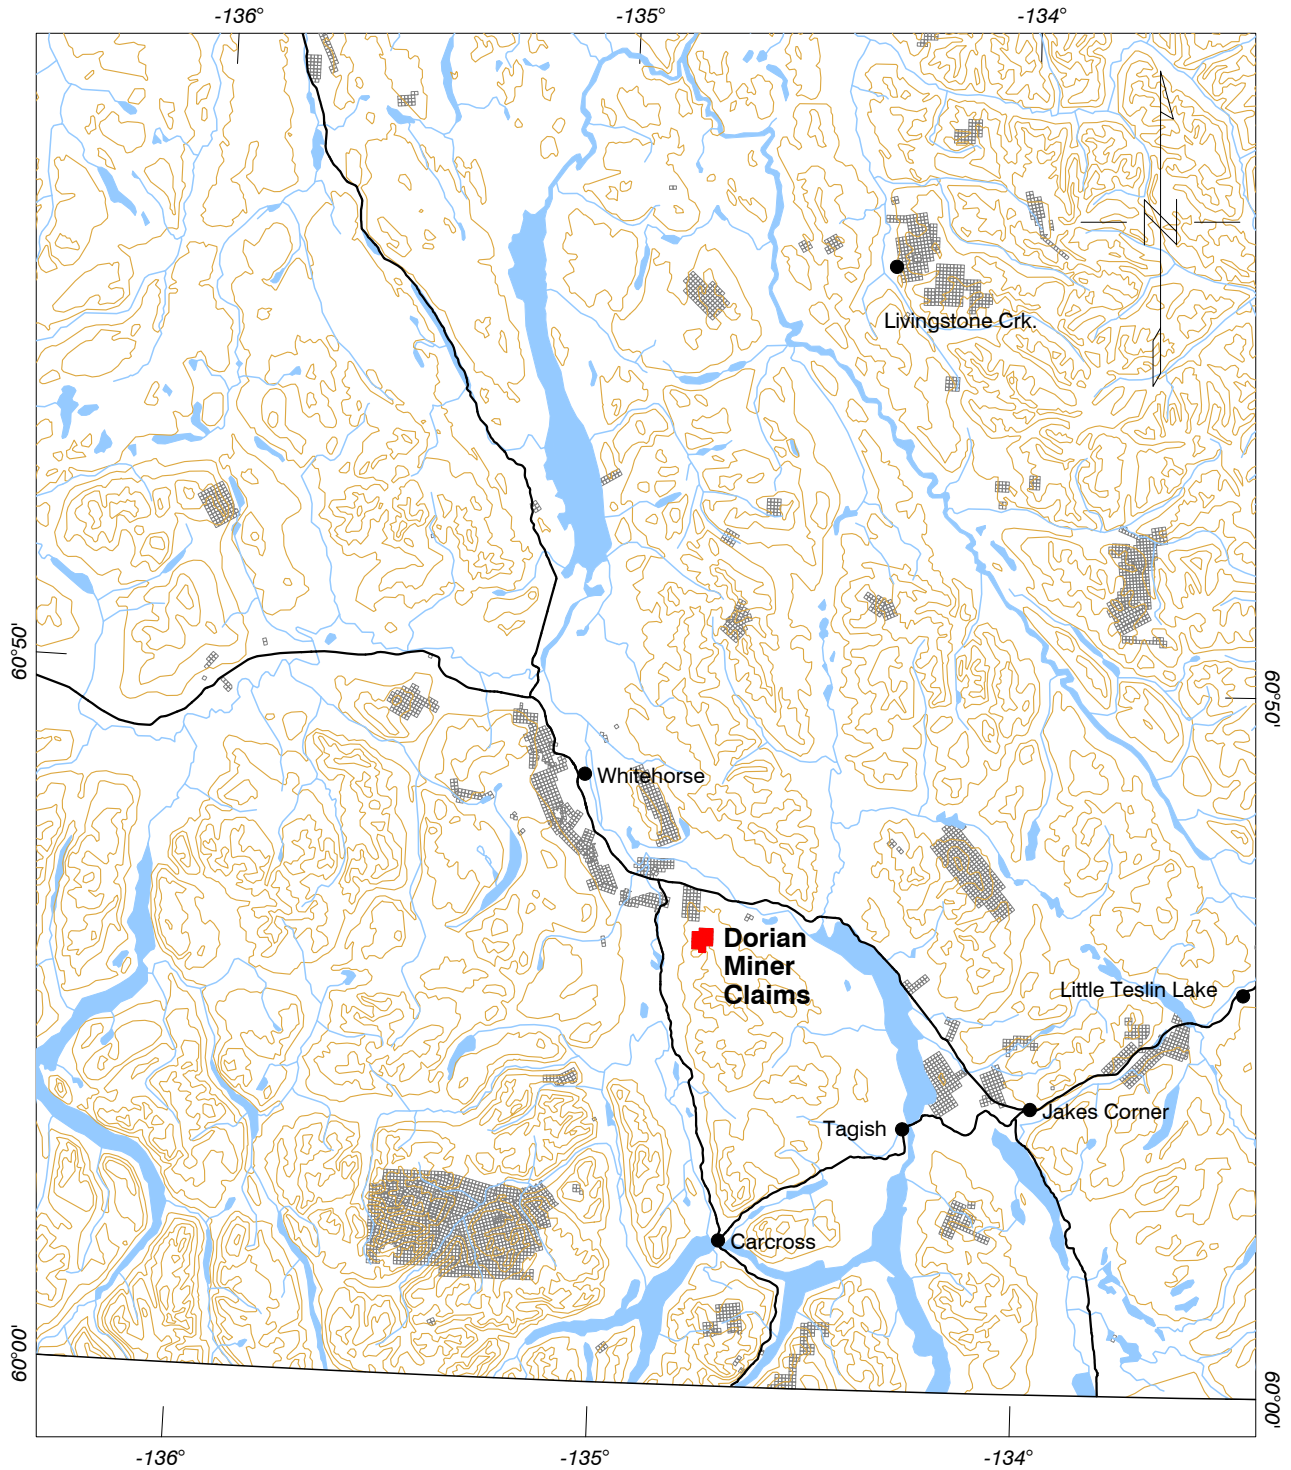 -136°
-135°
-134°
Livingstone Crk.
60°50'
60°50'
Whitehorse
Dorian
Miner
Claims
Little Teslin Lake
Jakes Corner
Tagish
Carcross
60°00'
60°00'
-136°
-135°
-134°
N